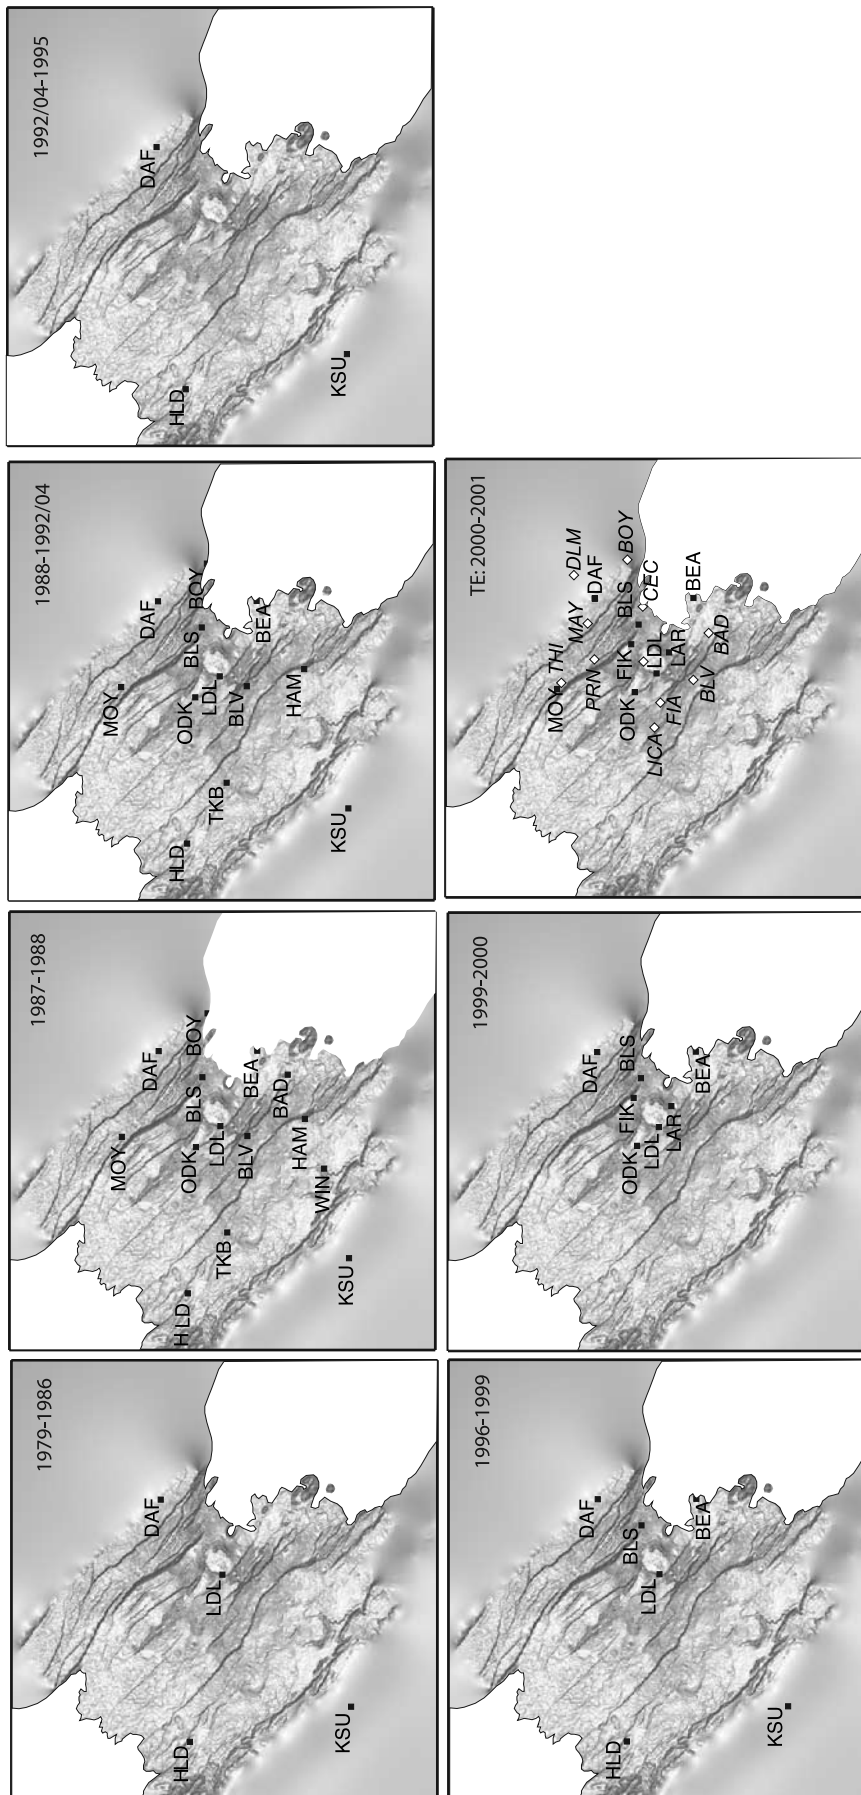 1979-1986
DAF
LDL
HLD
KSU
1987-1988
DAF
MOY
BOY
BLS
ODK
LDL
BEA
BLV
BAD
HAM
WIN
TKB
HLD
KSU
1988-1992/04
DAF
MOY
BOY
BLS
ODK
LDL
BEA
BLV
HAM
TKB
HLD
KSU
1992/04-1995
DAF
HLD
KSU
1996-1999
DAF
BLS
LDL
BEA
HLD
KSU
1999-2000
DAF
BLS
FIK
ODK
LDL
LAR
BEA
TE: 2000-2001
DLM
DAF
THI
MOY
MAY
PRN
BOY
BLS
CEC
FIK
ODK
LDL
LAR
BEA
LICA
FIA
BLV
BAD